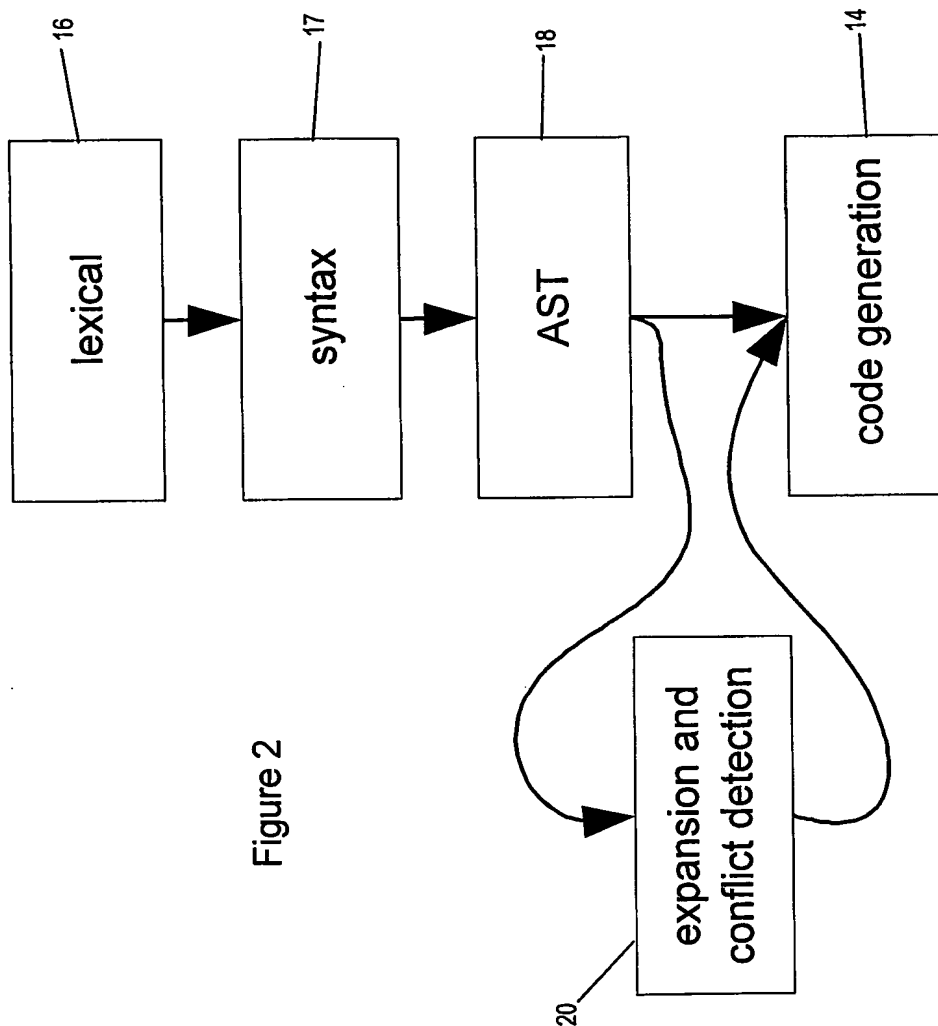 lexical
16
syntax
17
AST
18
code generation
14
expansion and
conflict detection
20
Figure 2